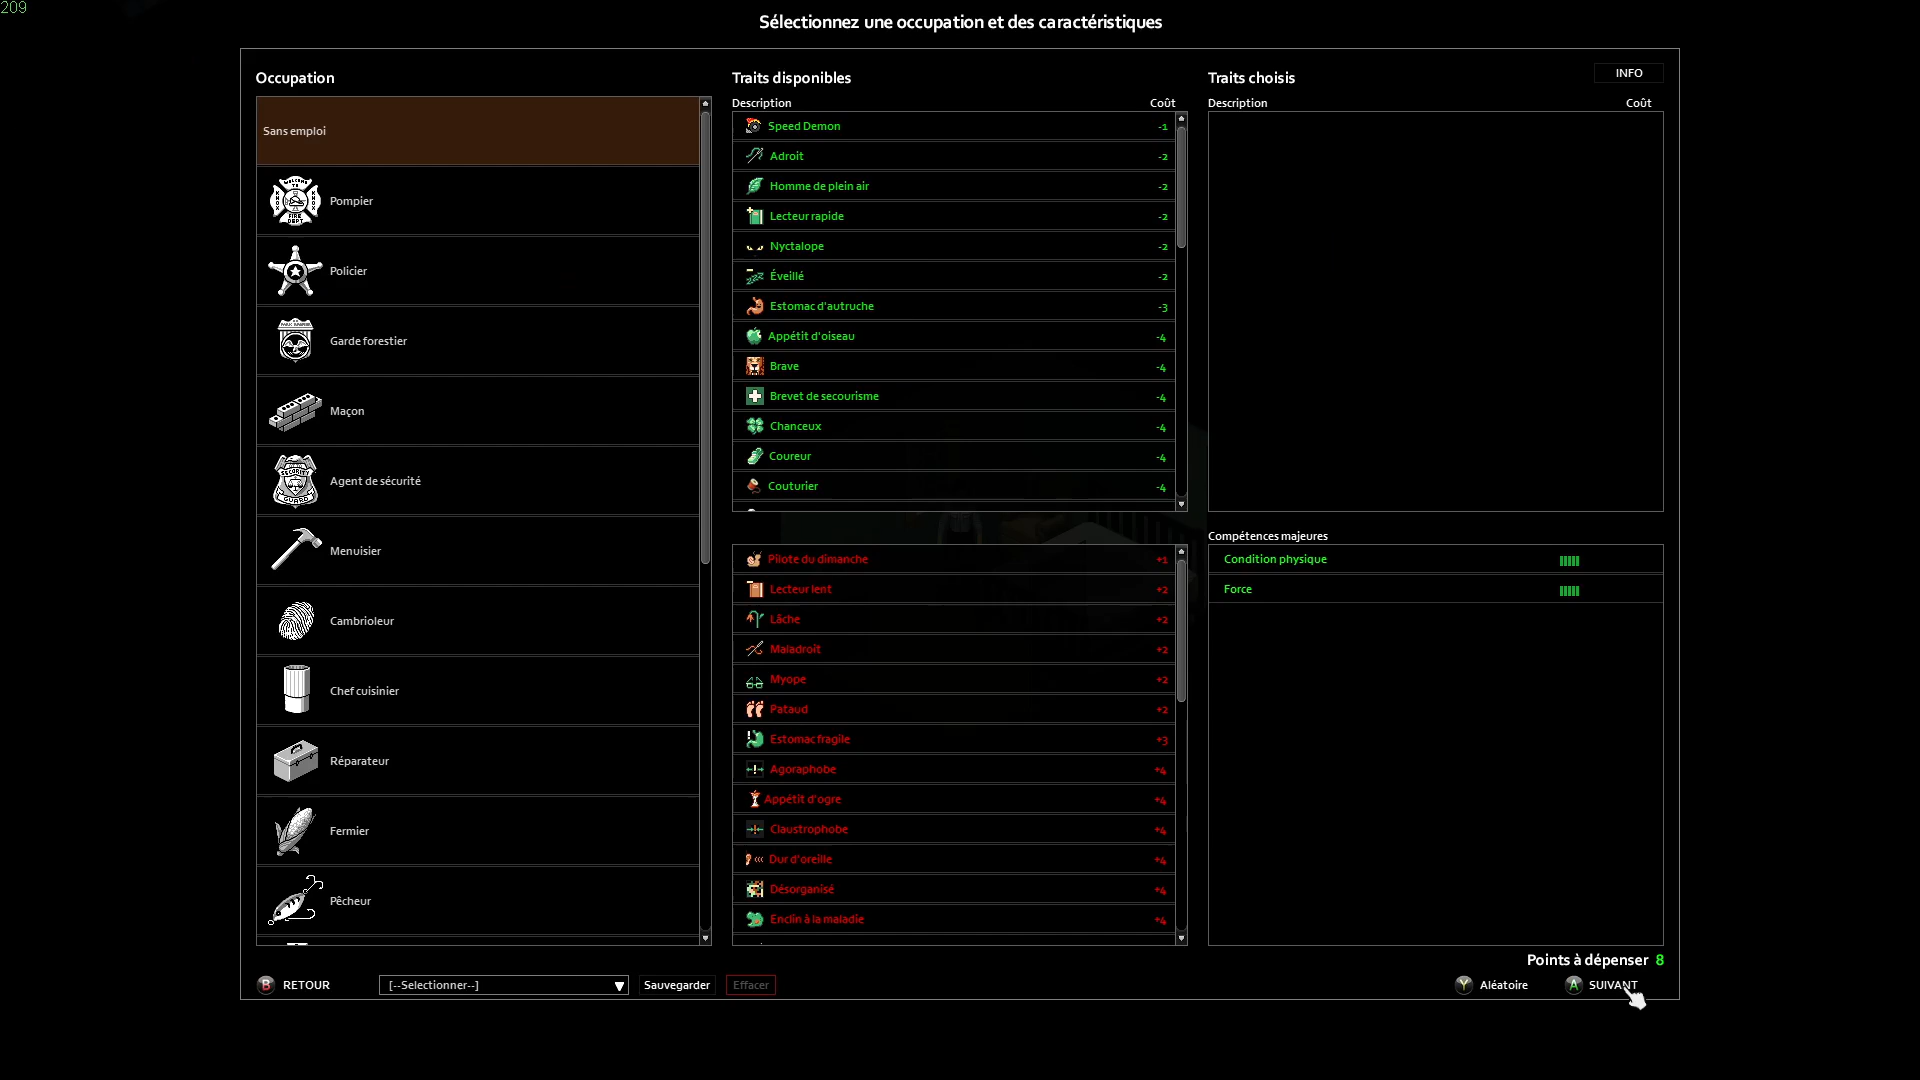 209
Sélectionnez une occupation et des caractéristiques
Occupation
Sans emploi
Pompier
Policier
Garde forestier
Maçon
Agent de sécurité
Menuisier
Cambrioleur
Chef cuisinier
Réparateur
Fermier
Pêcheur
Traits disponibles
Description Coût
Speed Demon -1
Adroit -2
Homme de plein air -2
Lecteur rapide -2
Nyctalope -2
Éveillé -2
Estomac d'autruche -3
Appétit d'oiseau -4
Brave -4
Brevet de secourisme -4
Chanceux -4
Coureur -4
Couturier -4
Pilote du dimanche +1
Lecteur lent +2
Lâche +2
Maladroit +2
Myope +2
Pataud +2
Estomac fragile +3
Agoraphobe +4
Appétit d'ogre +4
Claustrophobe +4
Dur d'oreille +4
Désorganisé +4
Enclin à la maladie +4
Traits choisis
INFO
Description Coût
Compétences majeures
Condition physique
Force
Points à dépenser 8
B RETOUR
[--Selectionner--]
Sauvegarder
Effacer
Y Aléatoire
A SUIVANT